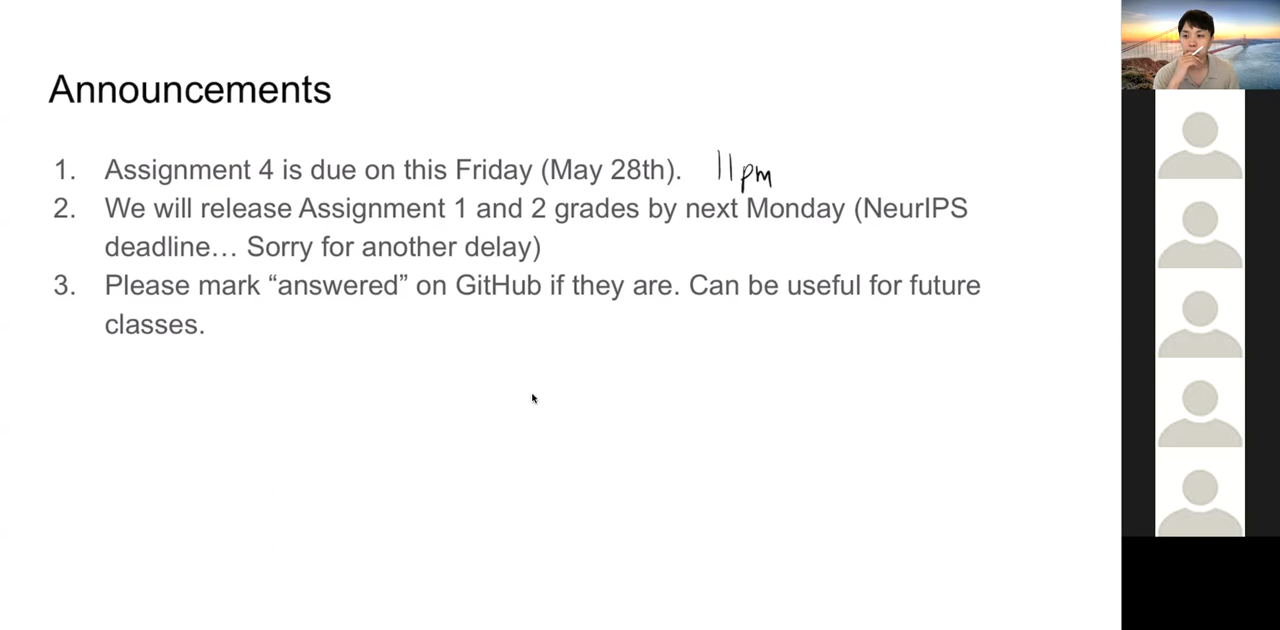 Announcements
1. Assignment 4 is due on this Friday (May 28th). 11pm
2. We will release Assignment 1 and 2 grades by next Monday (NeurIPS
deadline… Sorry for another delay)
3. Please mark “answered” on GitHub if they are. Can be useful for future
classes.